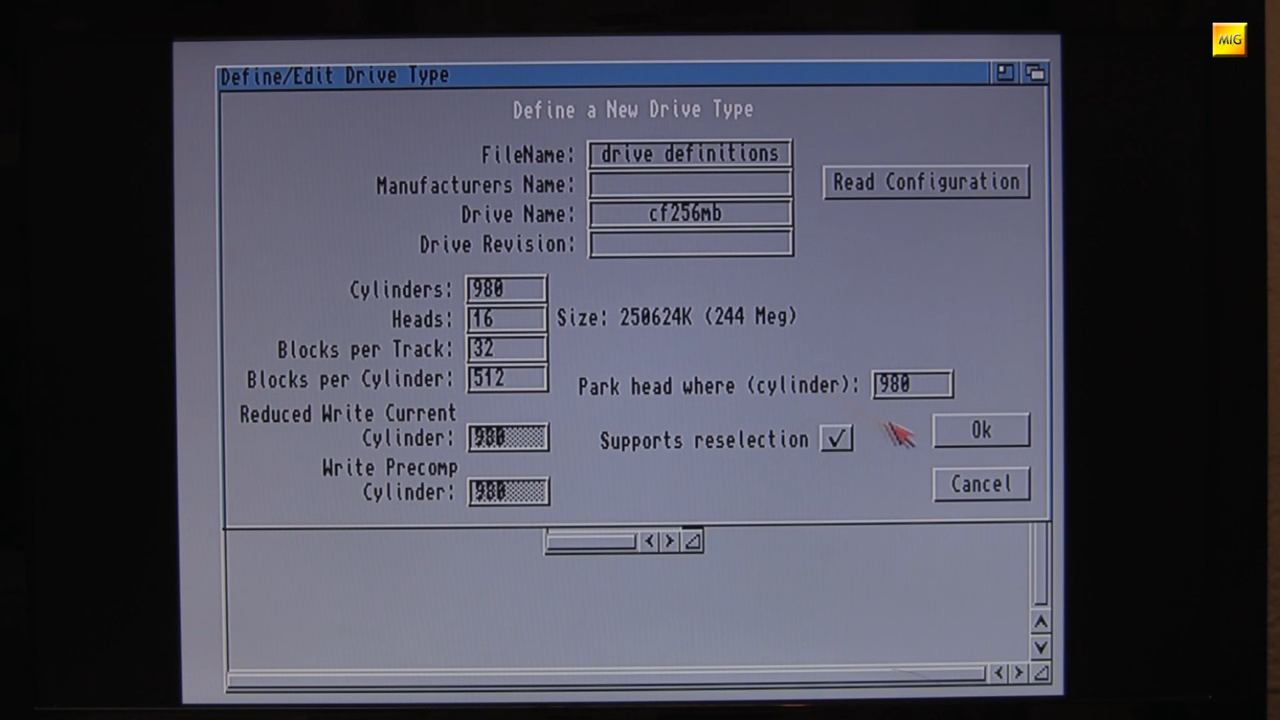 MiG
Define/Edit Drive Type
Define a New Drive Type
FileName: drive definitions
Manufacturers Name:
Read Configuration
Drive Name: cf256mb
Drive Revision:
Cylinders: 980
Heads: 16 Size: 250624K (244 Meg)
Blocks per Track: 32
Blocks per Cylinder: 512
Park head where (cylinder): 980
Reduced Write Current
Cylinder: 980
Supports reselection
Ok
Write Precomp
Cylinder: 980
Cancel